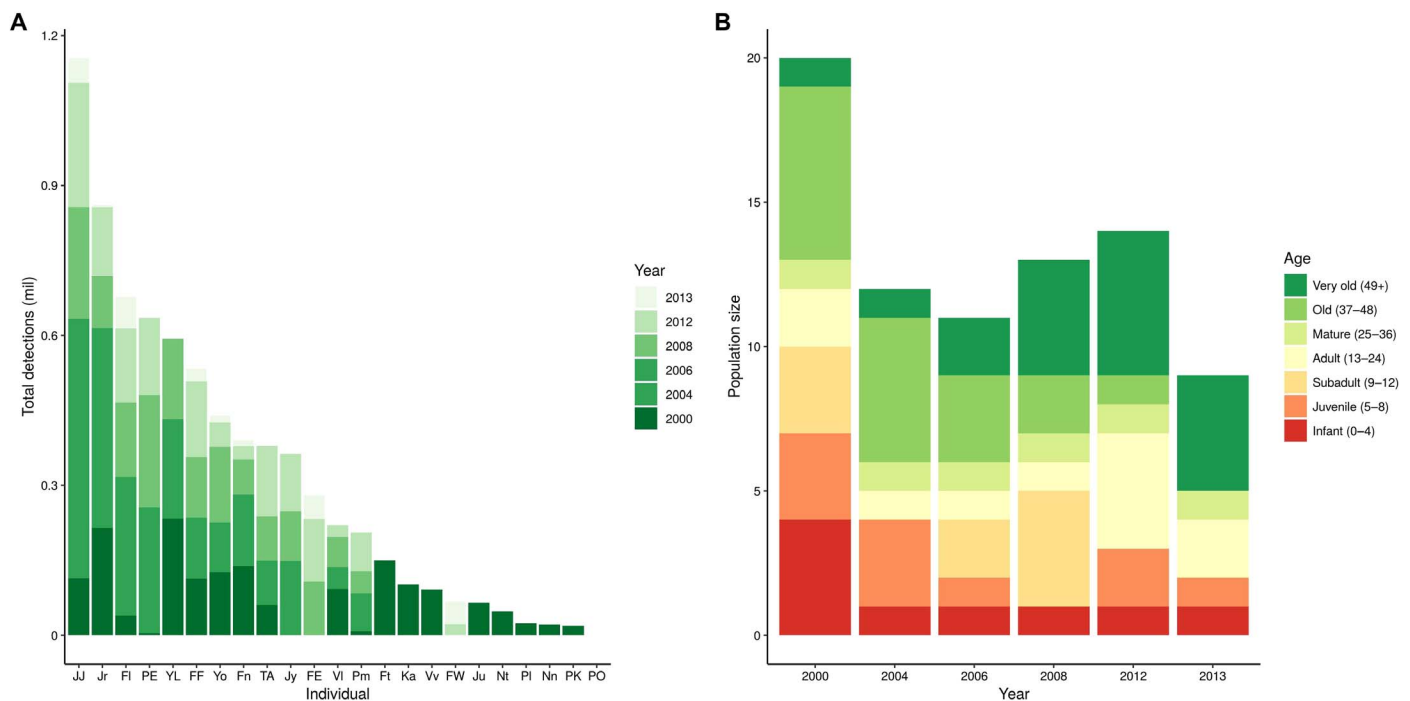 A
1.2
0.9
0.6
0.3
0
Total detections (mil)
JJ Jr FI PE YL FF Yo Fn TA Jy FE VI Pm Ft Ka Vv FW Ju Nt PI Nn PK PO
Individual
Year
2013
2012
2008
2006
2004
2000
B
20
15
10
5
0
Population size
2000 2004 2006 2008 2012 2013
Year
Age
Very old (49+)
Old (37–48)
Mature (25–36)
Adult (13–24)
Subadult (9–12)
Juvenile (5–8)
Infant (0–4)